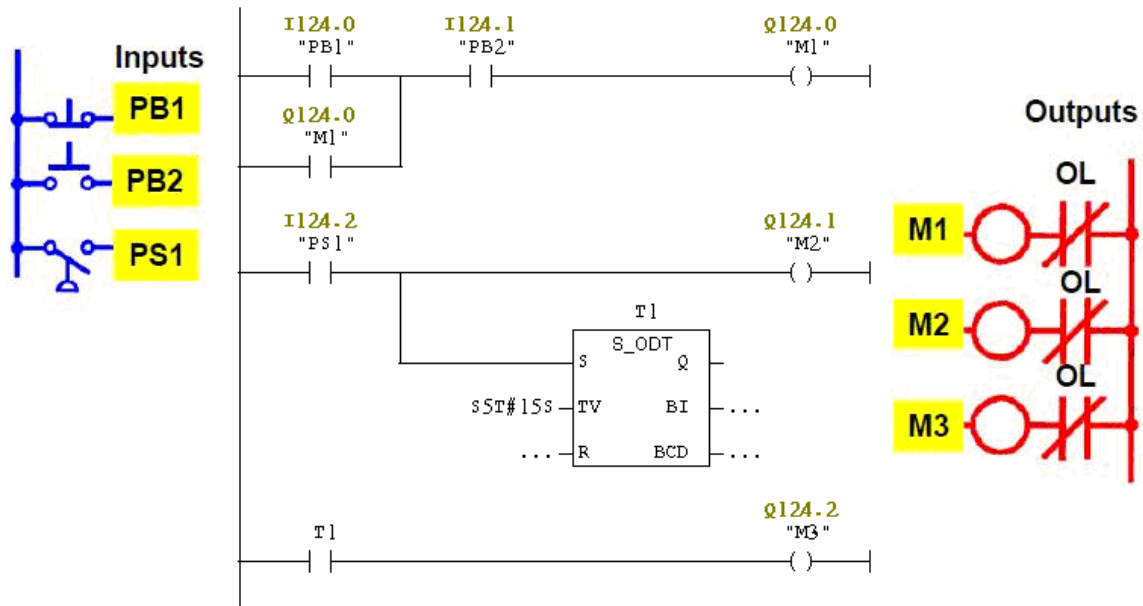 Inputs
PB1
PB2
PS1
I124.0
"PB1"
I124.1
"PB2"
Q124.0
"M1"
Q124.0
"M1"
I124.2
"PS1"
Q124.1
"M2"
T1
S_ODT
S
Q
S5T#15S
TV
BI
...
...
R
BCD
...
T1
Q124.2
"M3"
Outputs
OL
M1
OL
M2
OL
M3